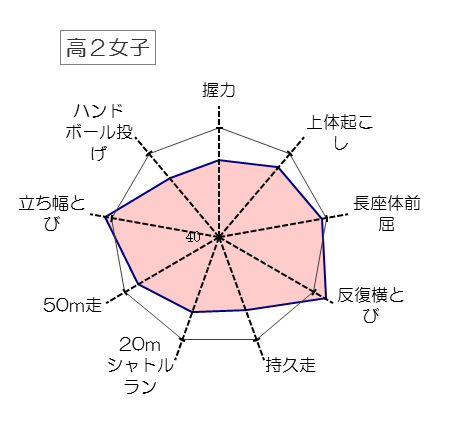 高２女子
握力
上体起こ
し
長座体前
屈
反復横と
び
持久走
20m
シャトル
ラン
50m走
立ち幅と
び
ハンド
ボール投
げ
40